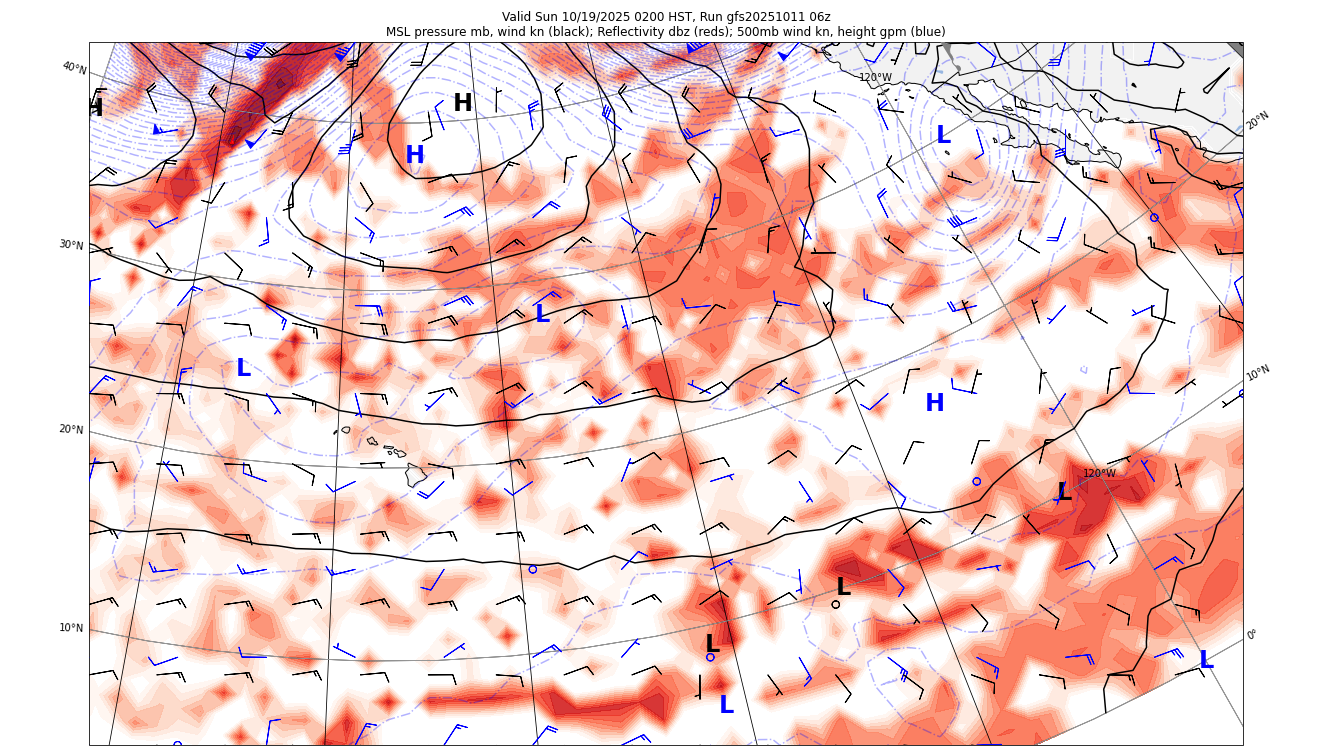 Valid Sun 10/19/2025 0200 HST, Run gfs20251011 06z
MSL pressure mb, wind kn (black); Reflectivity dbz (reds); 500mb wind kn, height gpm (blue)
40°N
120°W
20°N
H
H
H
L
30°N
L
L
10°N
H
20°N
120°W
L
L
10°N
0°
L
L
L